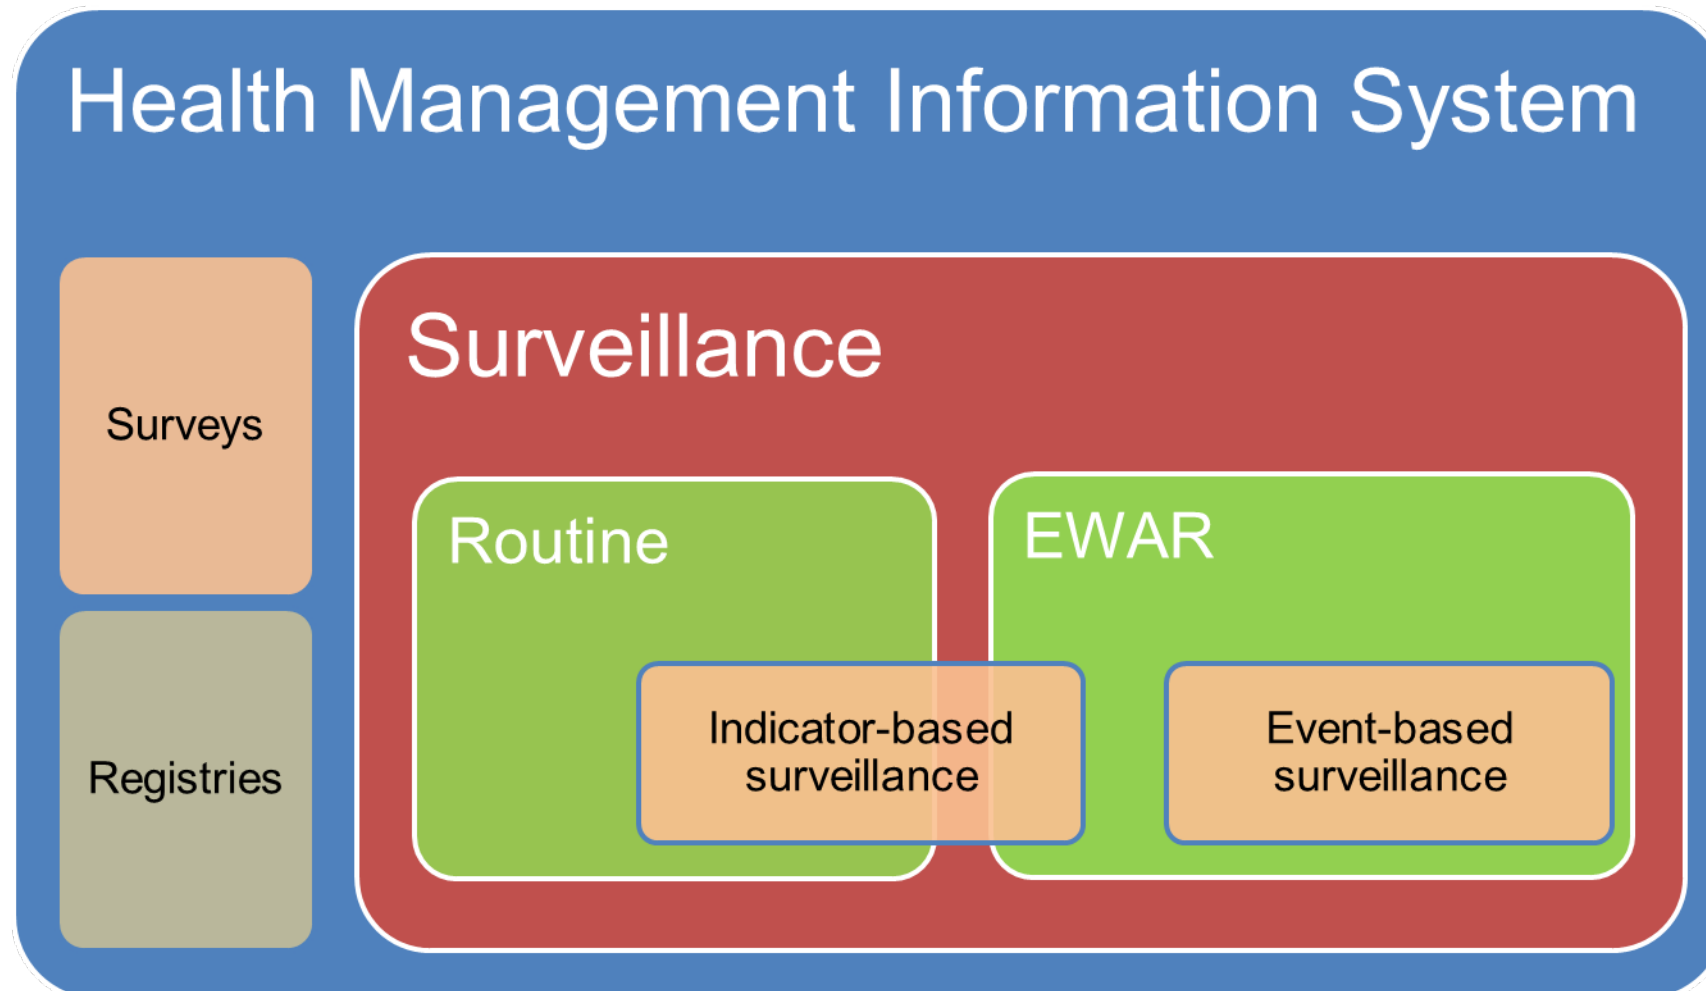 Health Management Information System
Surveys
Registries
Surveillance
Routine
EWAR
Indicator-based
surveillance
Event-based
surveillance